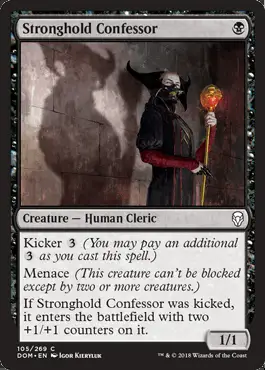 Stronghold Confessor
Creature — Human Cleric
Kicker 3 (You may pay an additional
3 as you cast this spell.)
Menace (This creature can't be blocked
except by two or more creatures.)
If Stronghold Confessor was kicked,
it enters the battlefield with two
+1/+1 counters on it.
1/1
105/269 C
DOM • EN Igor Kieryluk
™ & © 2018 Wizards of the Coast